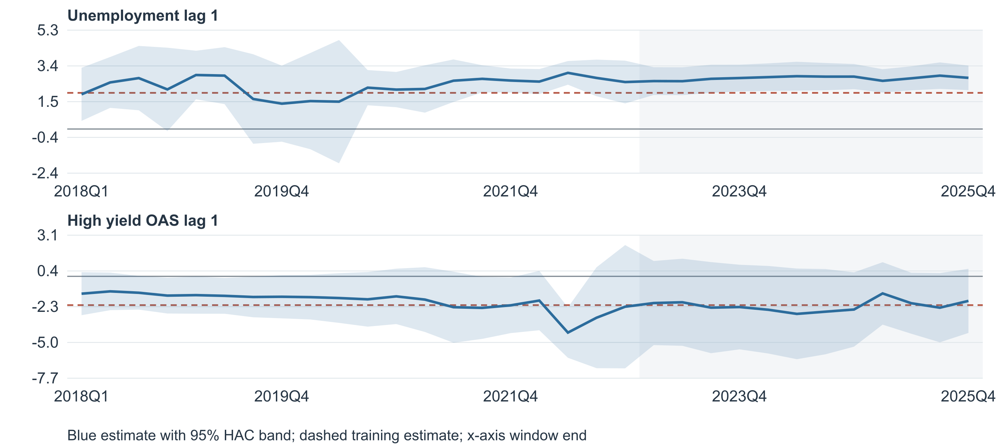 Unemployment lag 1
5.3
3.4
1.5
-0.4
-2.4
2018Q1 2019Q4 2021Q4 2023Q4 2025Q4
High yield OAS lag 1
3.1
0.4
-2.3
-5.0
-7.7
2018Q1 2019Q4 2021Q4 2023Q4 2025Q4
Blue estimate with 95% HAC band; dashed training estimate; x-axis window end